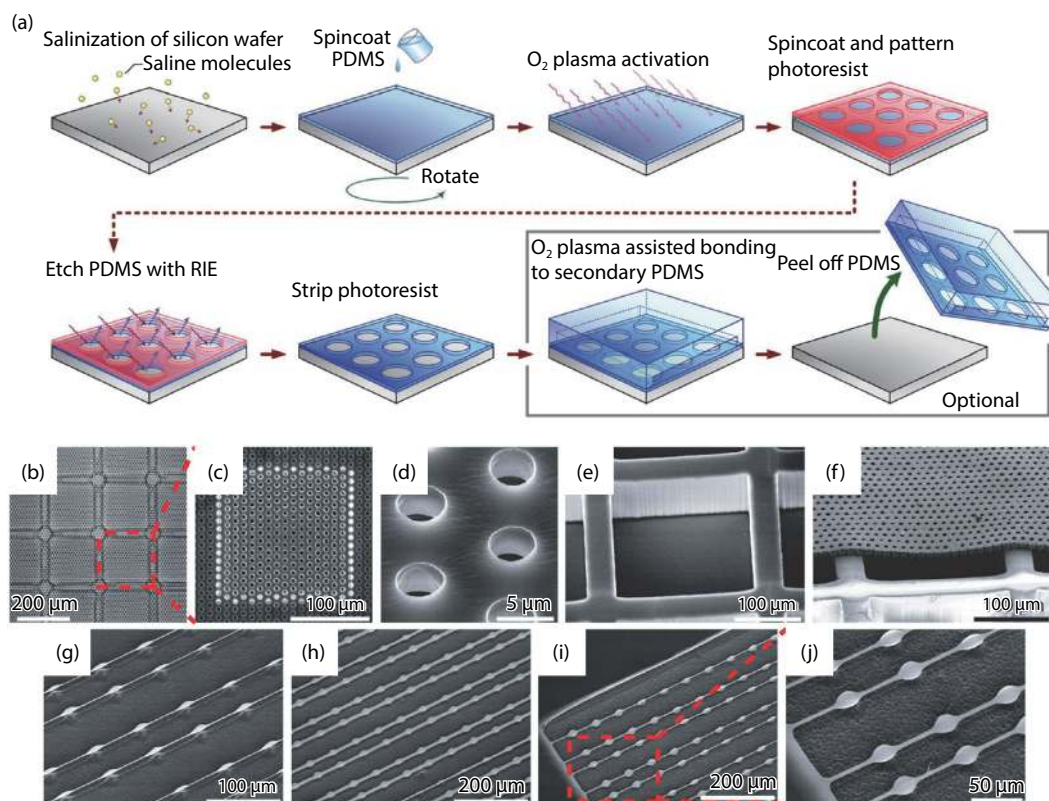 (a)
Salinization of silicon wafer
Saline molecules
Spincoat
PDMS
O₂ plasma activation
Spincoat and pattern
photoresist
Rotate
Etch PDMS with RIE
Strip photoresist
O₂ plasma assisted bonding
to secondary PDMS
Peel off PDMS
Optional
(b)
200 μm
(c)
100 μm
(d)
5 μm
(e)
100 μm
(f)
100 μm
(g)
100 μm
(h)
200 μm
(i)
200 μm
(j)
50 μm